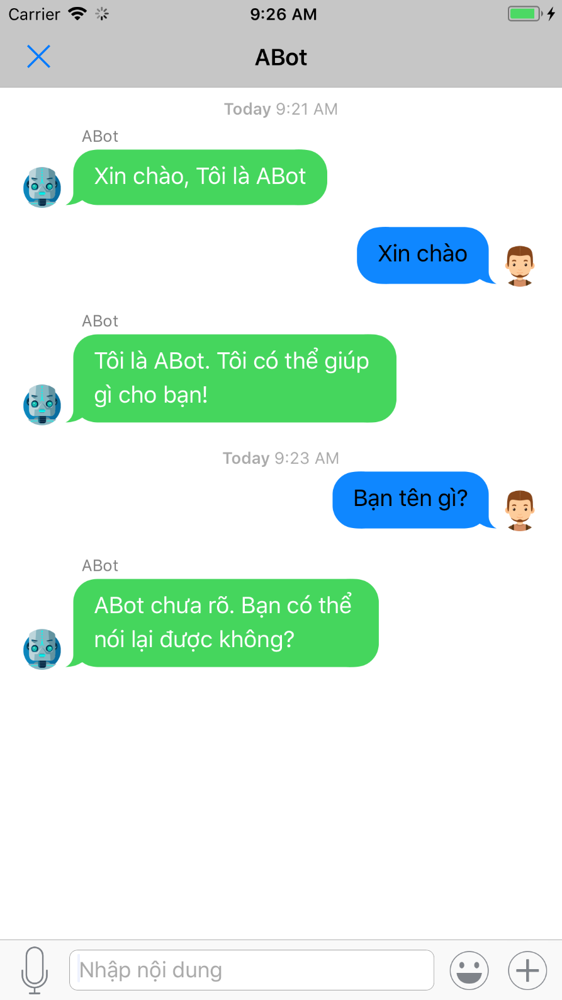 Carrier 9:26 AM
ABot
Today 9:21 AM
ABot
Xin chào, Tôi là ABot
Xin chào
ABot
Tôi là ABot. Tôi có thể giúp
gì cho bạn!
Today 9:23 AM
Bạn tên gì?
ABot
ABot chưa rõ. Bạn có thể
nói lại được không?
Nhập nội dung